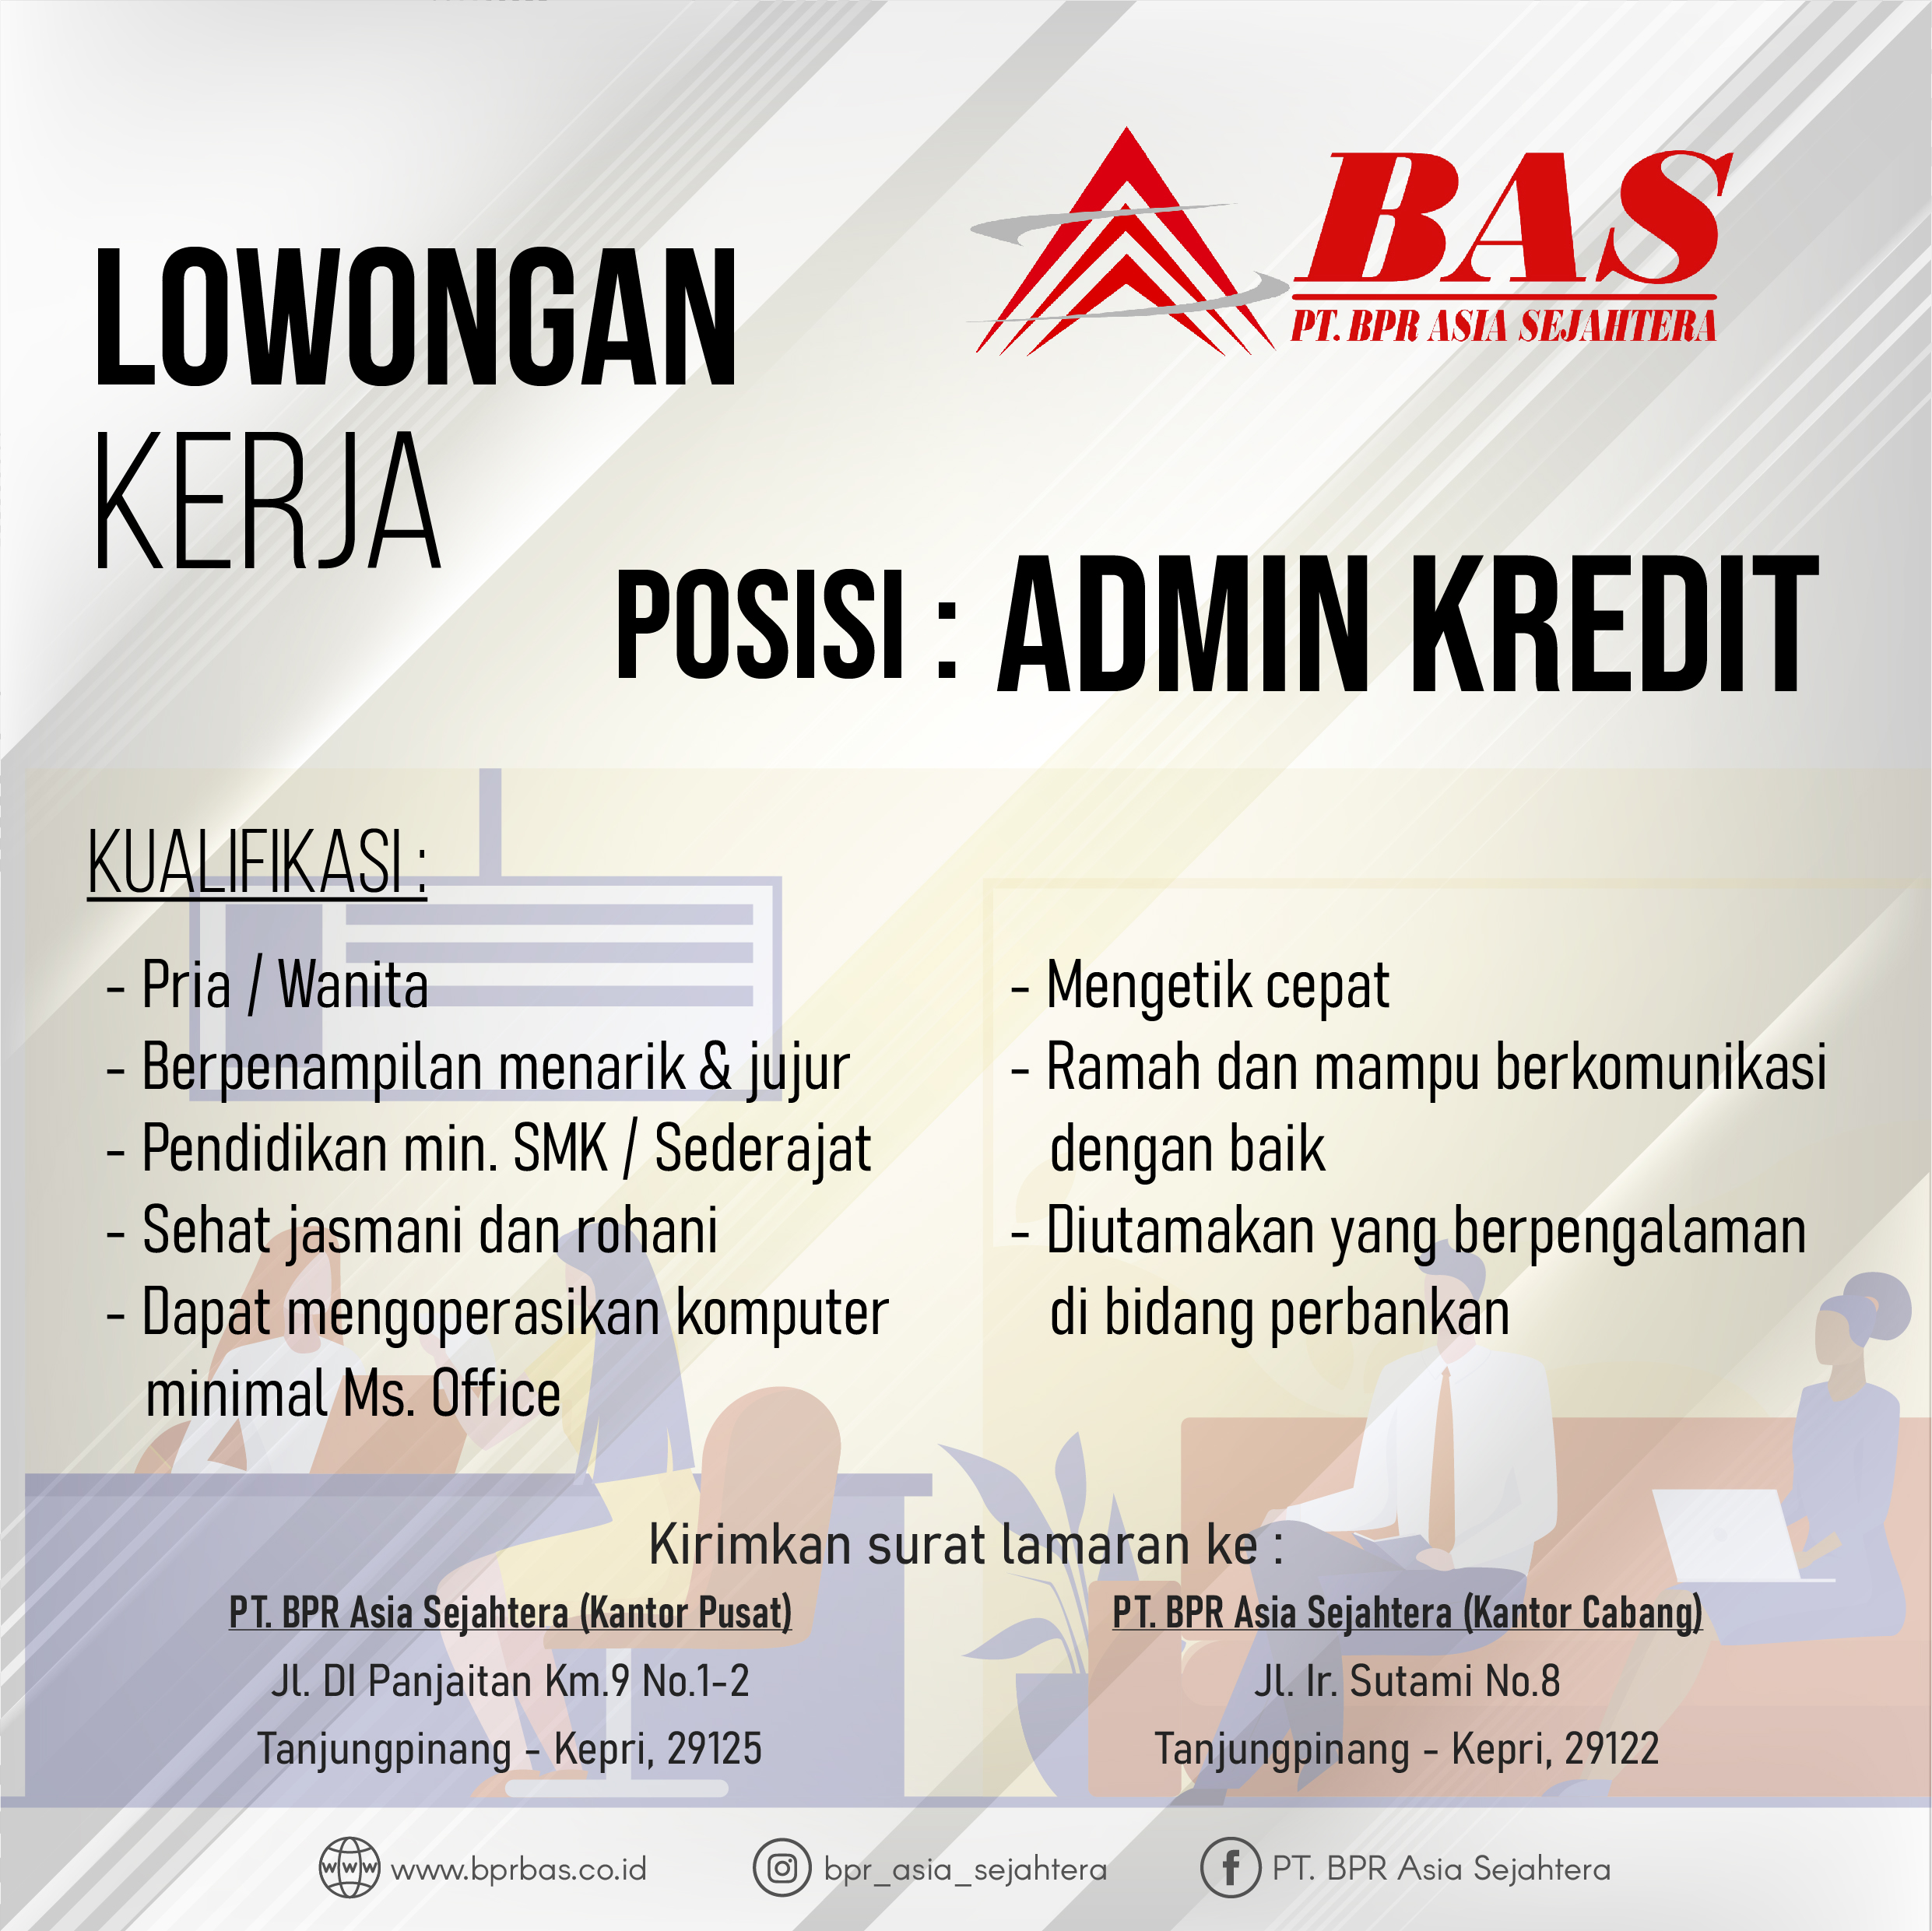 LOWONGAN
KERJA
BAS
PT. BPR ASIA SEJAHTERA
POSISI : ADMIN KREDIT
KUALIFIKASI :
- Pria / Wanita
- Berpenampilan menarik & jujur
- Pendidikan min. SMK / Sederajat
- Sehat jasmani dan rohani
- Dapat mengoperasikan komputer
minimal Ms. Office
- Mengetik cepat
- Ramah dan mampu berkomunikasi
dengan baik
- Diutamakan yang berpengalaman
di bidang perbankan
Kirimkan surat lamaran ke :
PT. BPR Asia Sejahtera (Kantor Pusat)
Jl. DI Panjaitan Km.9 No.1-2
Tanjungpinang - Kepri, 29125
PT. BPR Asia Sejahtera (Kantor Cabang)
Jl. Ir. Sutami No.8
Tanjungpinang - Kepri, 29122
www www.bprbas.co.id
bpr_asia_sejahtera
f PT. BPR Asia Sejahtera